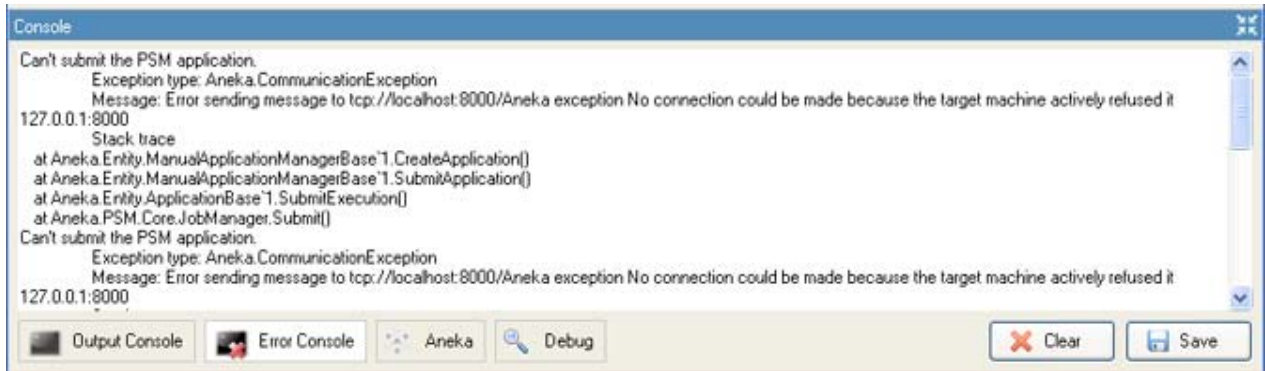 Console
Can't submit the PSM application.
Exception type: Aneka.CommunicationException
Message: Error sending message to tcp://localhost:8000/Aneka exception No connection could be made because the target machine actively refused it
127.0.0.1:8000
Stack trace
at Aneka.Entity.ManualApplicationManagerBase`1.CreateApplication()
at Aneka.Entity.ManualApplicationManagerBase`1.SubmitApplication()
at Aneka.Entity.ApplicationBase`1.SubmitExecution()
at Aneka.PSM.Core.JobManager.Submit()
Can't submit the PSM application.
Exception type: Aneka.CommunicationException
Message: Error sending message to tcp://localhost:8000/Aneka exception No connection could be made because the target machine actively refused it
127.0.0.1:8000
Output Console Error Console Aneka Debug Clear Save